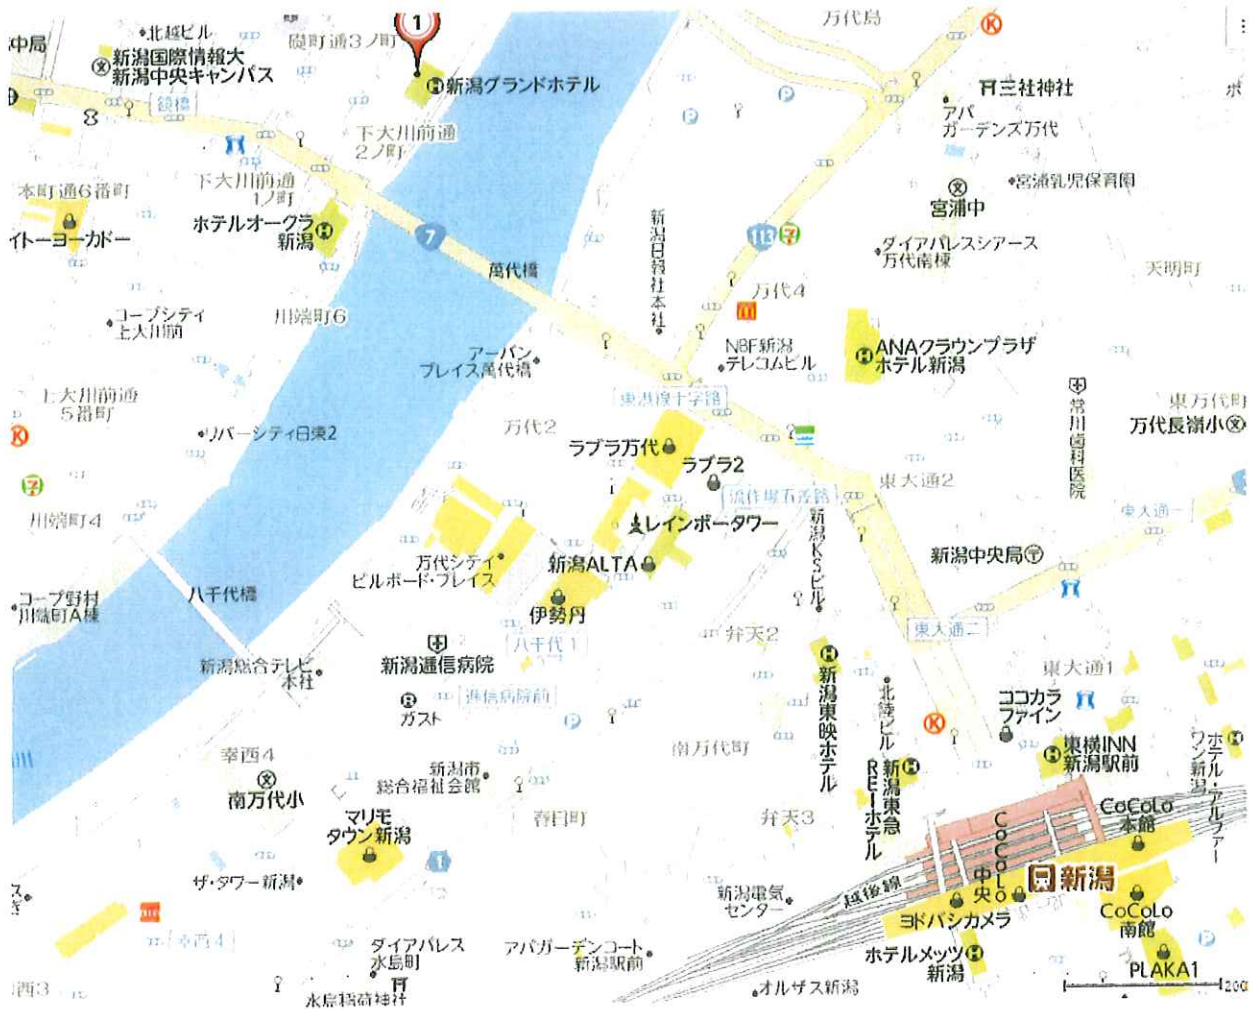 中局
北越ビル
新潟国際情報大
新潟中央キャンパス
礎町通3ノ町
1
新潟グランドホテル
万代島
三社神社
アパ
ガーデンズ万代
鏡橋
下大川前通
2ノ町
下大川前通
1ノ町
本町通6番町
イトーヨーカドー
ホテルオークラ
新潟
7
萬代橋
新潟日報社本社
113
宮浦中
宮浦乳児保育園
ダイアパレスシアーズ
万代南棟
天明町
万代4
コープシティ
上大川前
川端町6
アーバン
プレイス萬代橋
NBF新潟
テレコムビル
ANAクラウンプラザ
ホテル新潟
上大川前通
5番町
東港線十字路
常川歯科医院
東万代町
万代長嶺小
リバーシティ日東2
万代2
ラブラ万代
ラブラ2
東大通2
流作場五差路
川端町4
レインボータワー
新潟KSビル
東大通一
新潟中央局
万代シテイ
ビルボード・プレイス
新潟ALTA
伊勢丹
コープ野村
川端町A棟
八千代橋
八千代1
弁天2
東大通二
新潟総合テレビ
本社
新潟逓信病院
逓信病院前
ガスト
新潟東映ホテル
北陸ビル
東大通1
ココカラ
ファイン
幸西4
南万代小
新潟市
総合福祉会館
南万代町
新潟東急
REIホテル
東横INN
新潟駅前
ホテル・アルファー
ワン新潟
マリモ
タウン新潟
春日町
弁天3
CoCoLo
中央
CoCoLo
本館
1
ザ・タワー新潟
越後線
新潟
新潟電気
センター
ヨドバシカメラ
CoCoLo
南館
幸西4
ダイアパレス
水島町
アパガーデンコート
新潟駅前
ホテルメッツ
新潟
PLAKA1
西3
水島稲荷神社
オルザス新潟
200